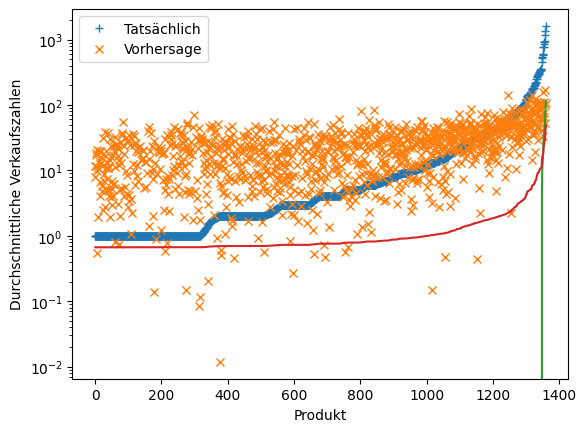 Tatsächlich
Vorhersage
Durchschnittliche Verkaufszahlen
10³
10²
10¹
10⁰
10⁻¹
10⁻²
0 200 400 600 800 1000 1200 1400
Produkt